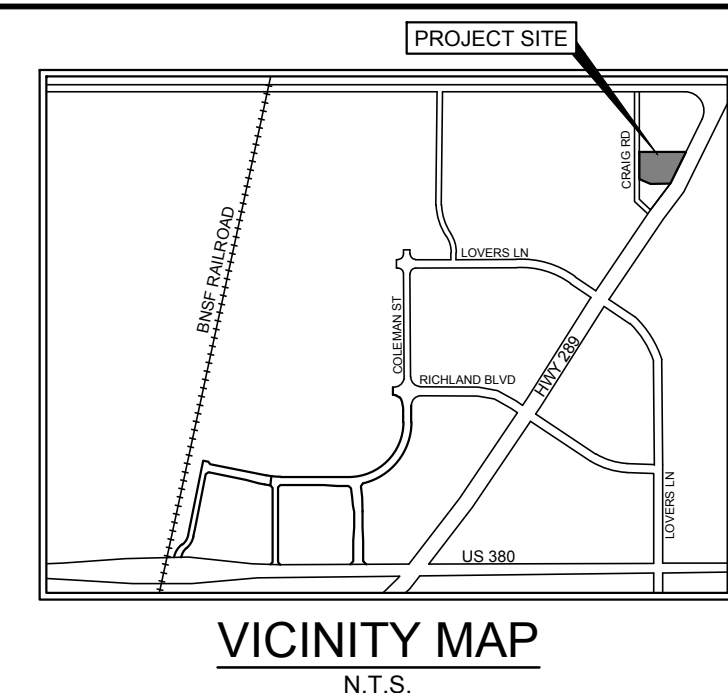 PROJECT SITE
CRAIG RD
BNSF RAILROAD
LOVERS LN
COLEMAN ST
HWY 289
RICHLAND BLVD
LOVERS LN
US 380
VICINITY MAP
N.T.S.